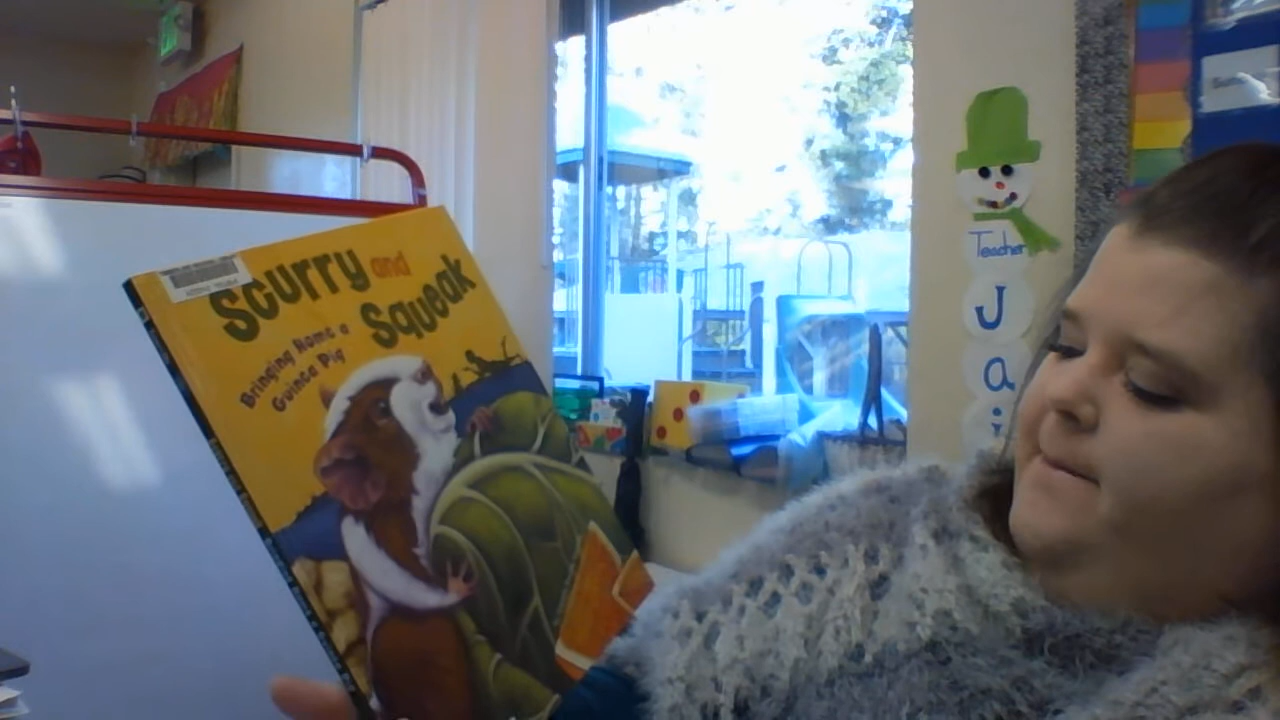 Scurry and
Squeak
Bringing Home a
Guinea Pig
Teacher
J
a
i